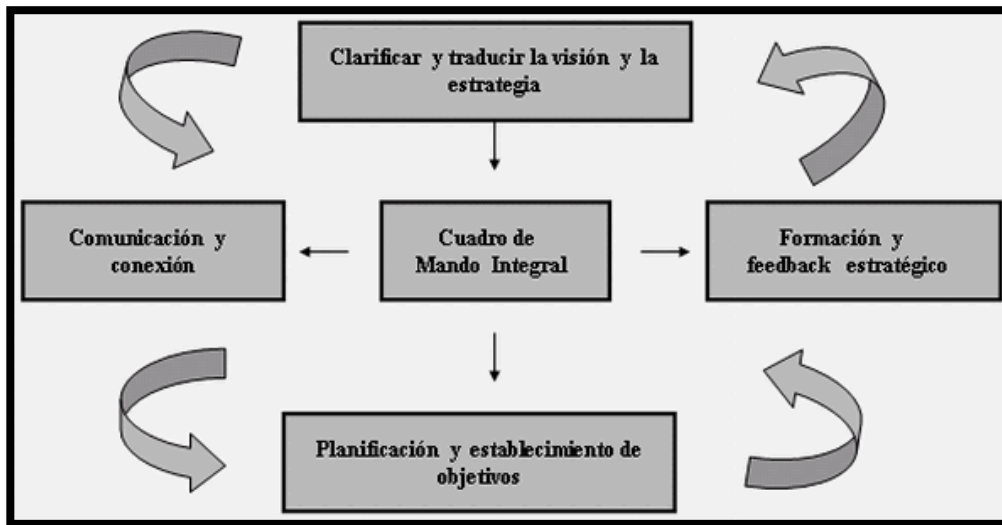 Clarificar y traducir la visión y la
estrategia
Comunicación y
conexión
Cuadro de
Mando Integral
Formación y
feedback estratégico
Planificación y establecimiento de
objetivos